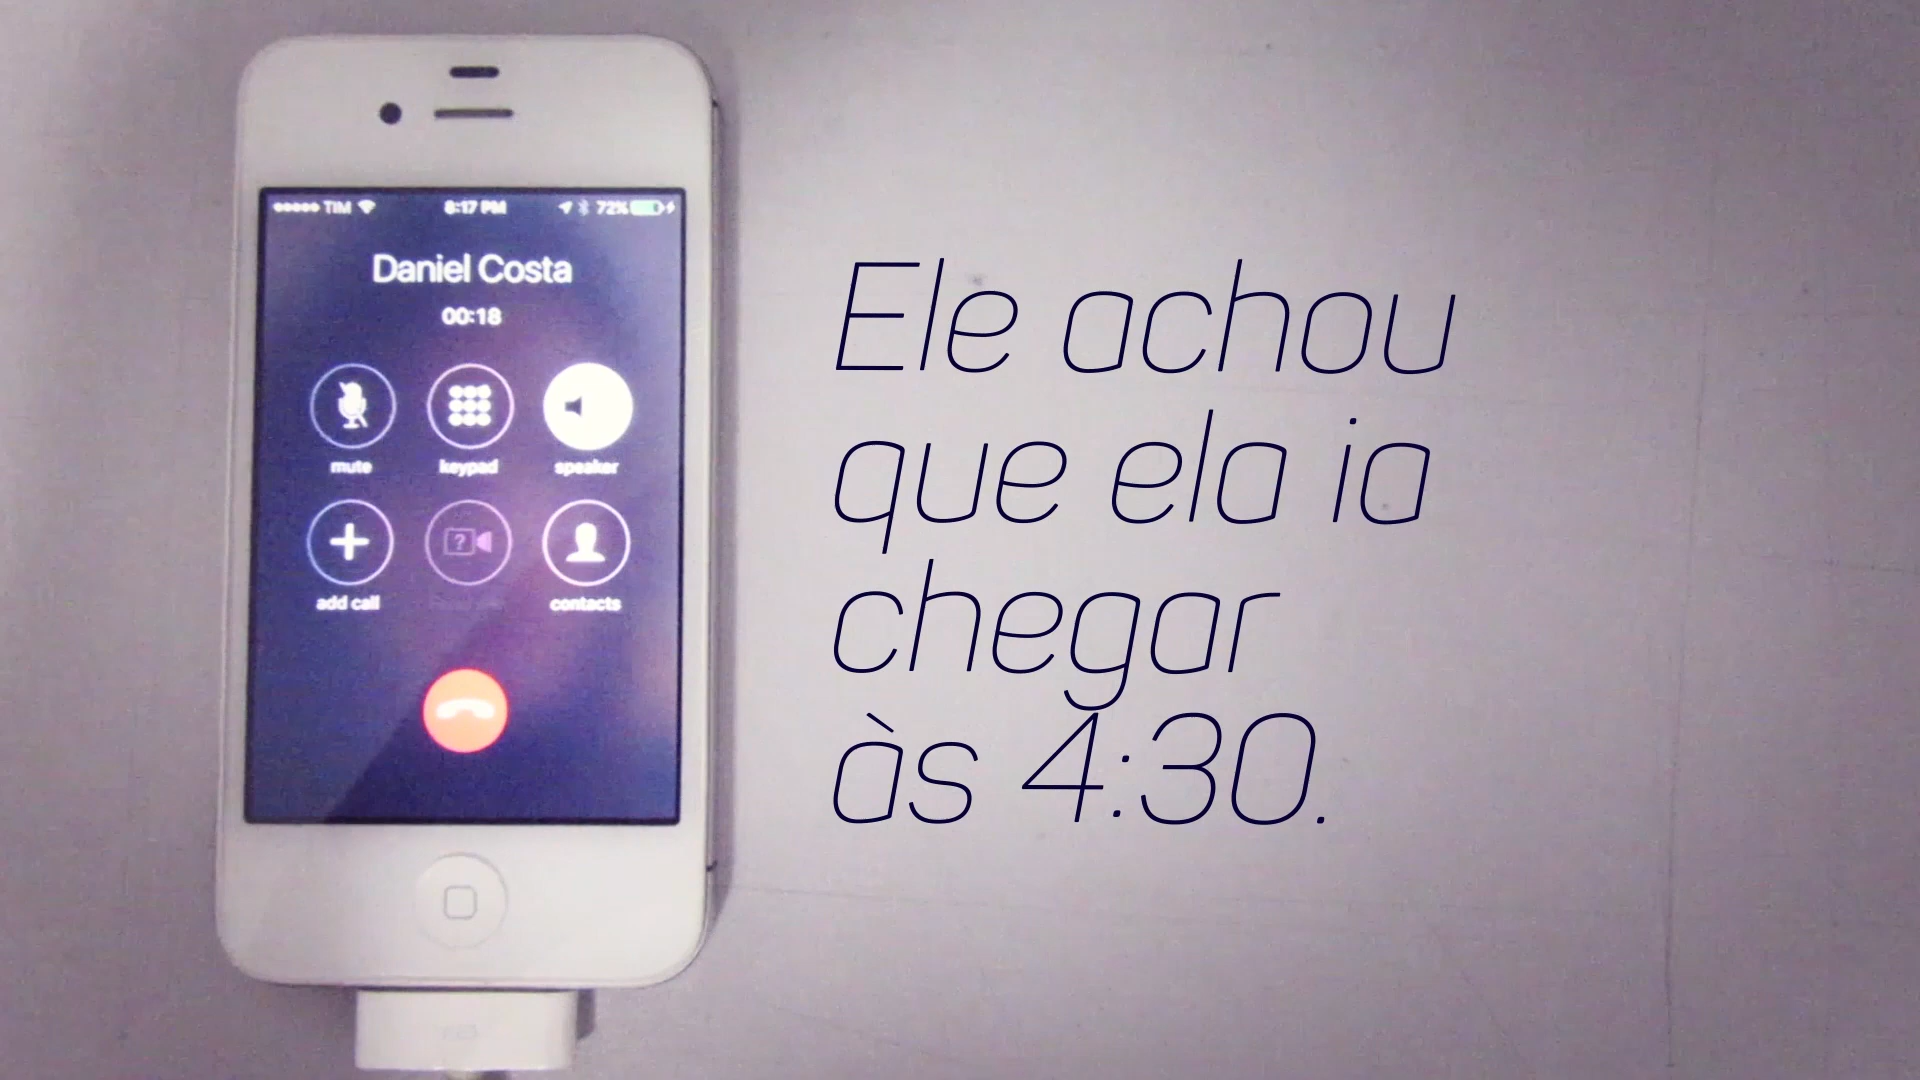 TIM 8:17 PM 72%
Daniel Costa
00:18
mute keypad speaker
add call contacts
Ele achou
que ela ia
chegar
às 4:30.